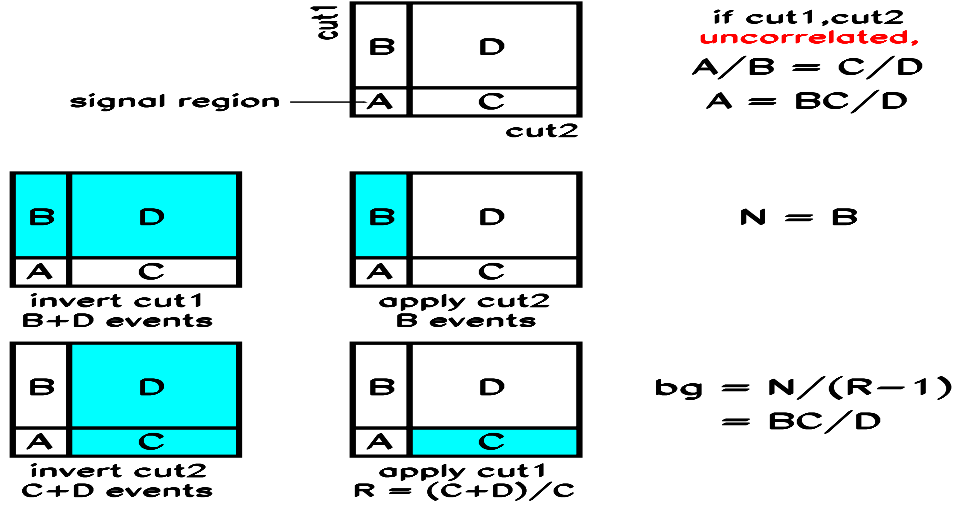 cut1
B D
signal region A C
cut2
if cut1,cut2
uncorrelated,
A/B = C/D
A = BC/D
B D
A C
invert cut1
B+D events
B D
A C
apply cut2
B events
N = B
B D
A C
invert cut2
C+D events
B D
A C
apply cut1
R = (C+D)/C
bg = N/(R-1)
= BC/D